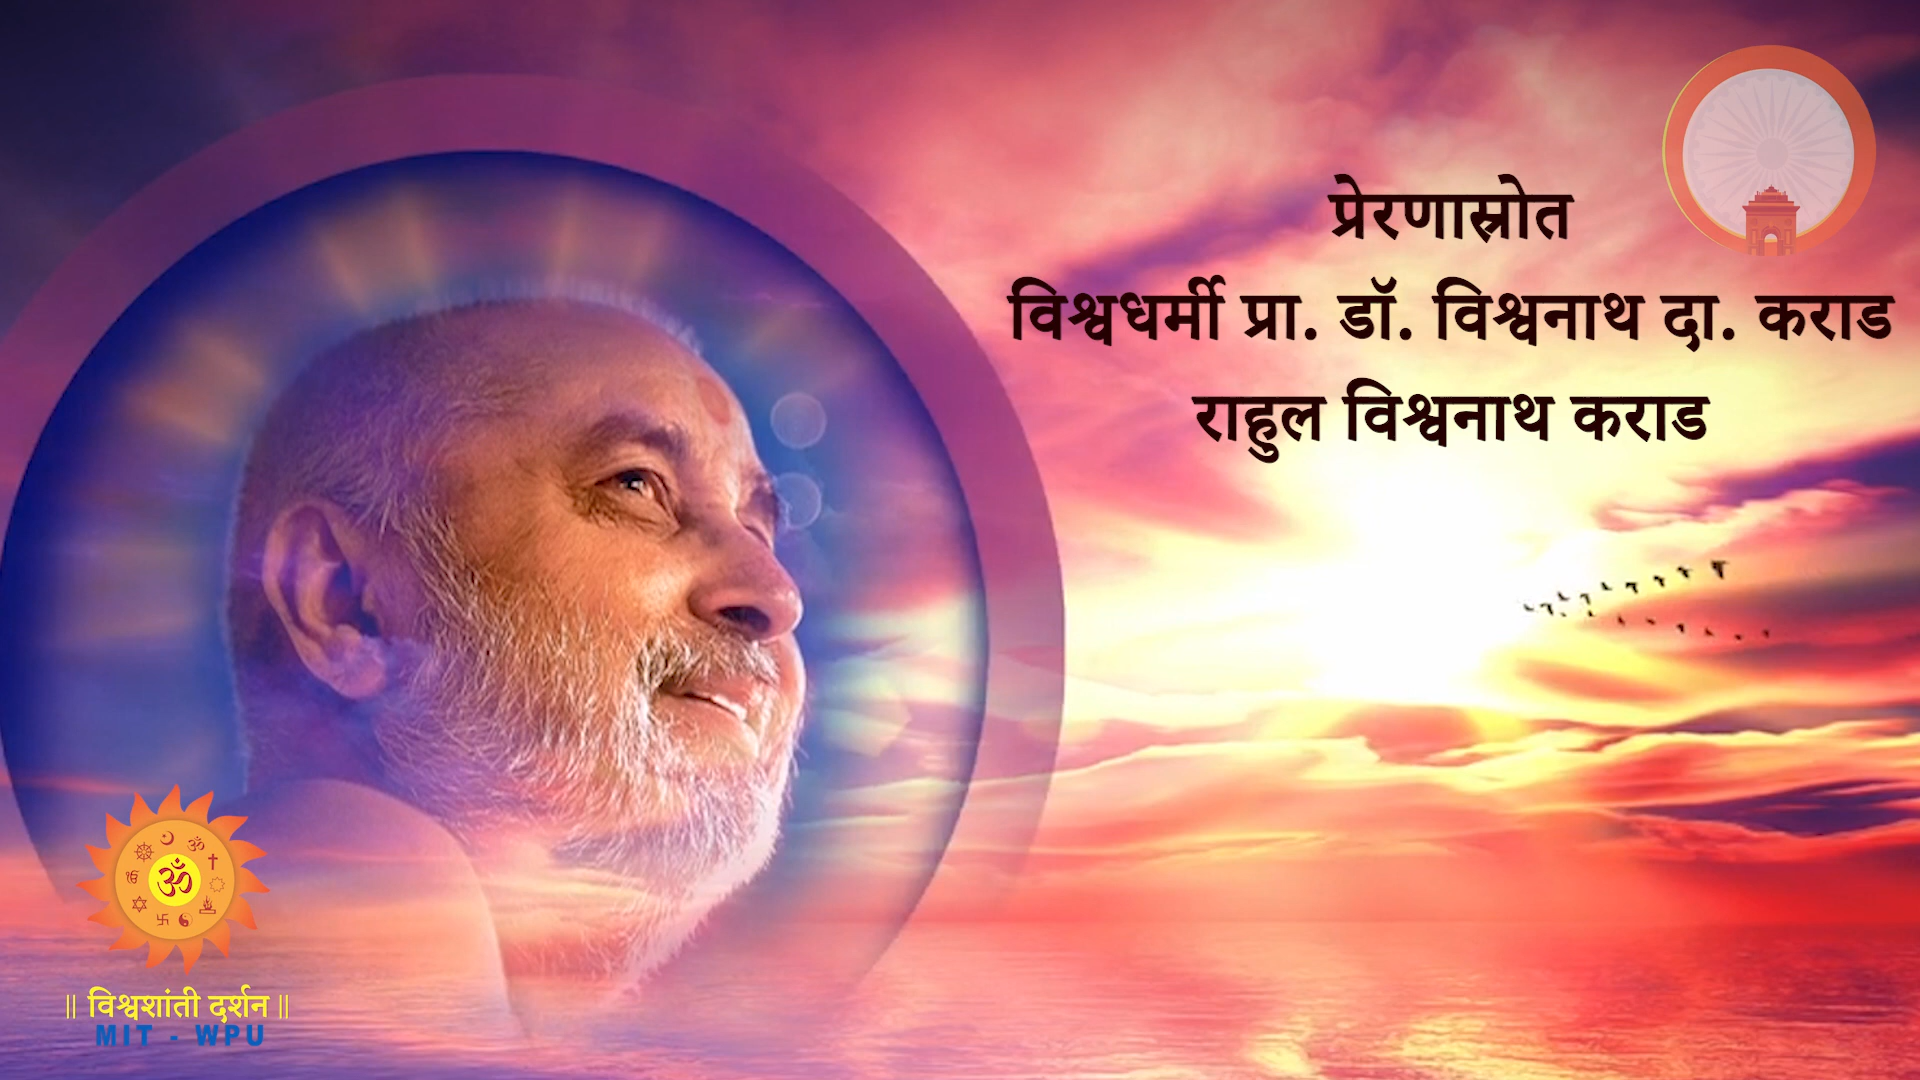 प्रेरणास्रोत
विश्वधर्मी प्रा. डॉ. विश्वनाथ दा. कराड
राहुल विश्वनाथ कराड
ॐ
|| विश्वशांती दर्शन ||
MIT - WPU